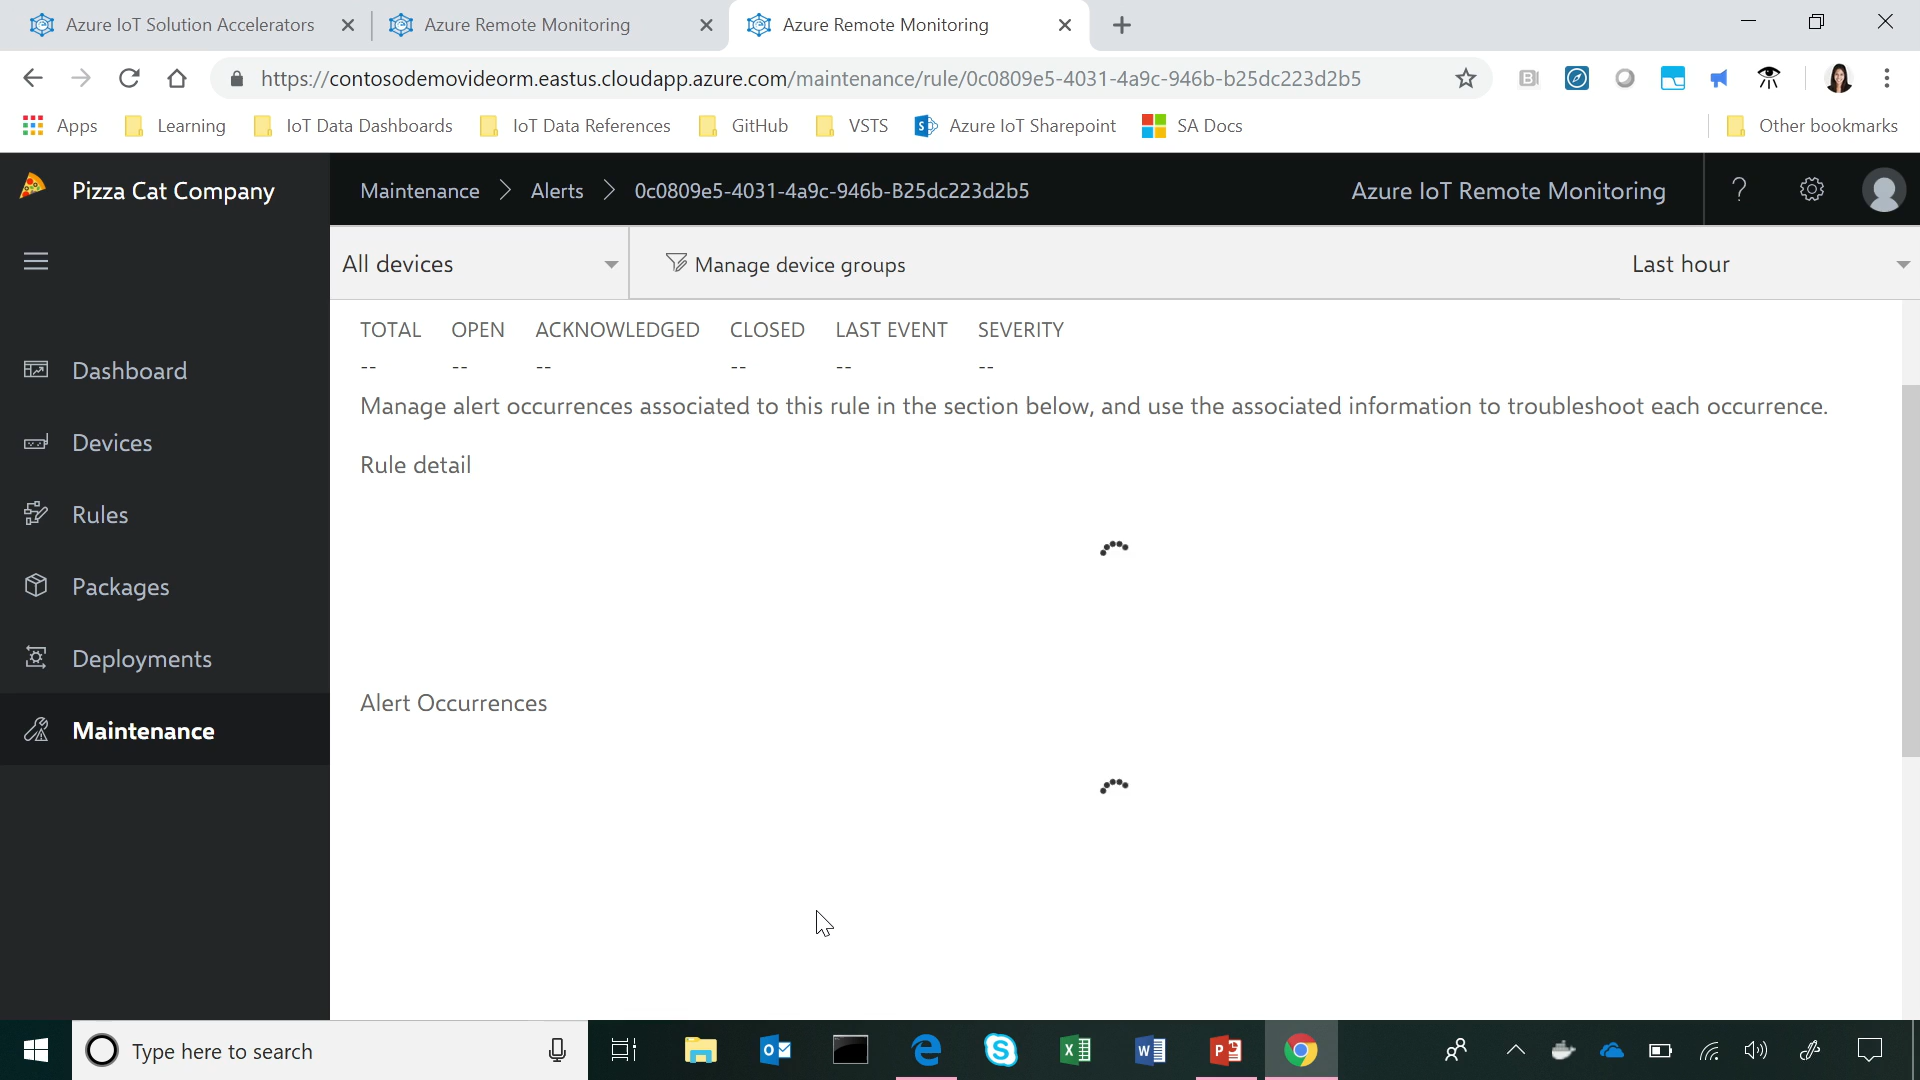 Azure IoT Solution Accelerators
Azure Remote Monitoring
Azure Remote Monitoring
https://contosodemovideorm.eastus.cloudapp.azure.com/maintenance/rule/0c0809e5-4031-4a9c-946b-b25dc223d2b5
Apps
Learning
IoT Data Dashboards
IoT Data References
GitHub
VSTS
Azure IoT Sharepoint
SA Docs
Other bookmarks
Pizza Cat Company
Maintenance > Alerts > 0c0809e5-4031-4a9c-946b-B25dc223d2b5
Azure IoT Remote Monitoring
?
All devices
Manage device groups
Last hour
Dashboard
Devices
Rules
Packages
Deployments
Maintenance
TOTAL OPEN ACKNOWLEDGED CLOSED LAST EVENT SEVERITY
-- -- -- -- -- --
Manage alert occurrences associated to this rule in the section below, and use the associated information to troubleshoot each occurrence.
Rule detail
Alert Occurrences
Type here to search